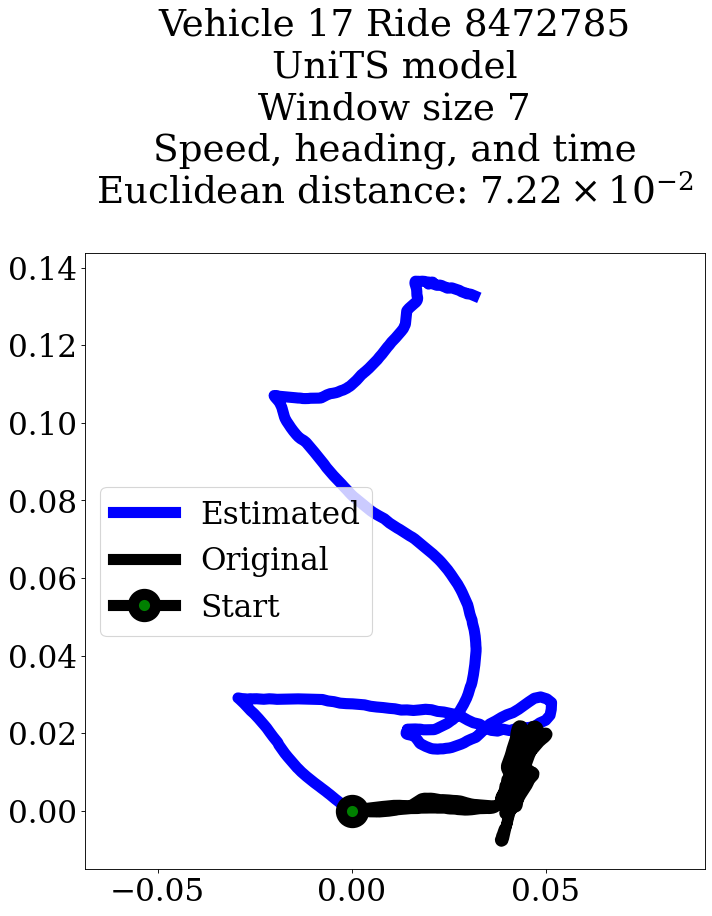 Vehicle 17 Ride 8472785
UniTS model
Window size 7
Speed, heading, and time
Euclidean distance: 7.22 × 10⁻²
0.14
0.12
0.10
0.08
0.06
0.04
0.02
0.00
Estimated
Original
Start
−0.05 0.00 0.05